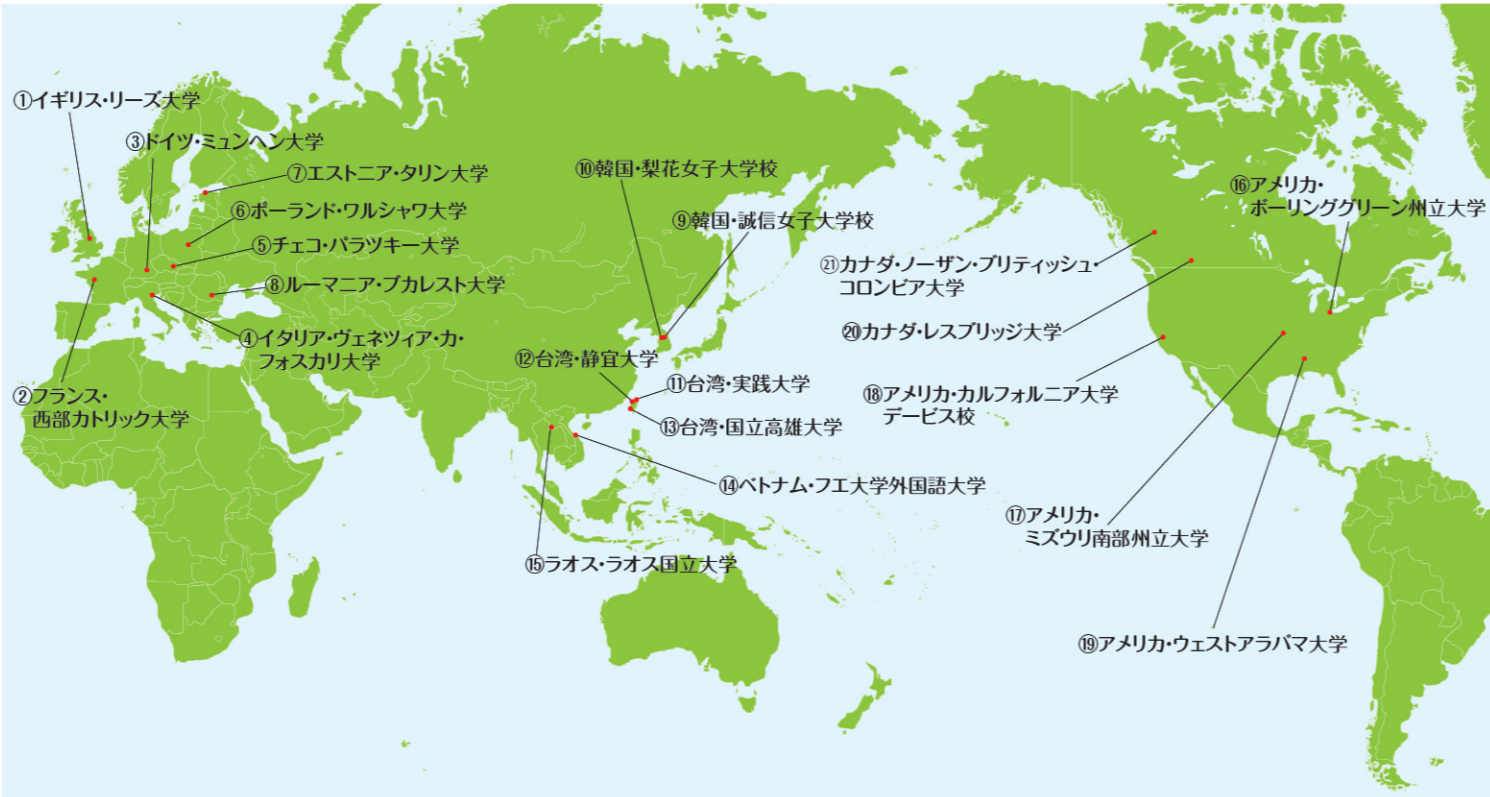 ①イギリス・リーズ大学
③ドイツ・ミュンヘン大学
⑦エストニア・タリン大学
⑥ポーランド・ワルシャワ大学
⑤チェコ・パラツキー大学
⑧ルーマニア・ブカレスト大学
④イタリア・ヴェネツィア・カ・
フォスカリ大学
②フランス・
西部カトリック大学
⑩韓国・梨花女子大学校
⑨韓国・誠信女子大学校
⑫台湾・静宜大学
⑪台湾・実践大学
⑬台湾・国立高雄大学
⑭ベトナム・フエ大学外国語大学
⑮ラオス・ラオス国立大学
⑯アメリカ・
ボーリンググリーン州立大学
㉑カナダ・ノーザン・ブリティッシュ・
コロンビア大学
⑳カナダ・レスブリッジ大学
⑱アメリカ・カルフォルニア大学
デービス校
⑰アメリカ・
ミズウリ南部州立大学
⑲アメリカ・ウェストアラバマ大学